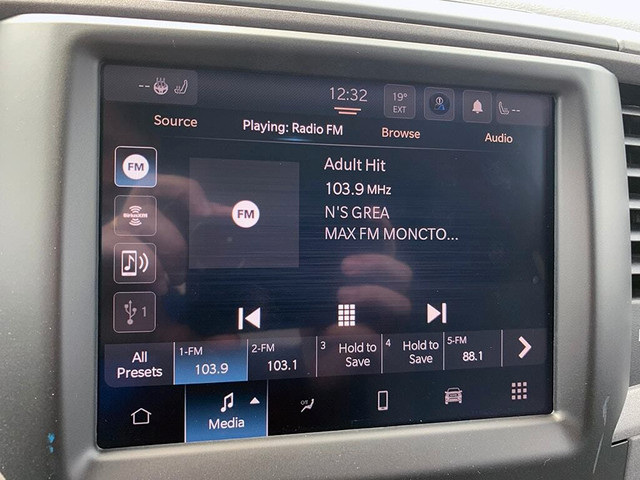 --
12:32
19°
EXT
--
Source
Playing: Radio FM
Browse
Audio
FM
SiriusXM
1
FM
Adult Hit
103.9 MHz
N'S GREA
MAX FM MONCTO...
All
Presets
1-FM
103.9
2-FM
103.1
3
Hold to
Save
4
Hold to
Save
5-FM
88.1
Media